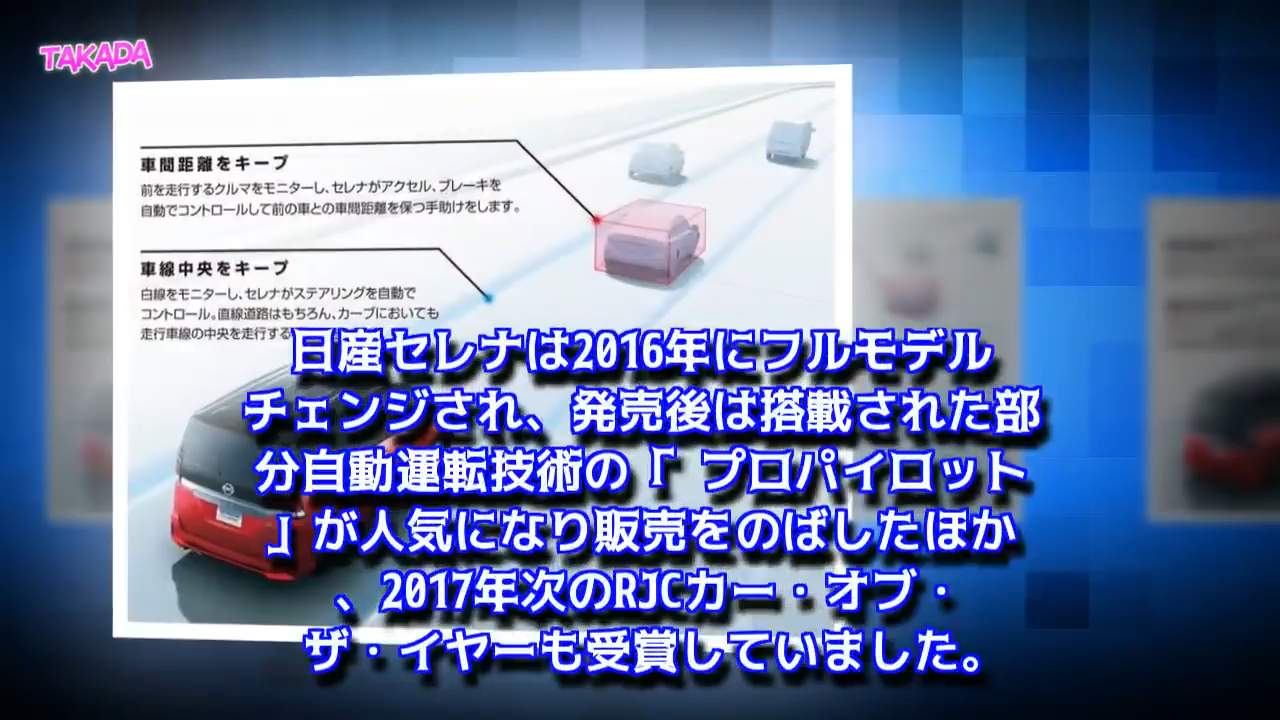 TAKADA
車間距離をキープ
前を走行するクルマをモニターし、セレナがアクセル、ブレーキを
自動でコントロールして前の車との車間距離を保つ手助けをします。
車線中央をキープ
白線をモニターし、セレナがステアリングを自動で
コントロール。直線道路はもちろん、カーブにおいても
走行車線の中央を走行する
日産セレナは2016年にフルモデル
チェンジされ、発売後は搭載された部
分自動運転技術の「 プロパイロット
」が人気になり販売をのばしたほか
、2017年次のRJCカー・オブ・
ザ・イヤーも受賞していました。